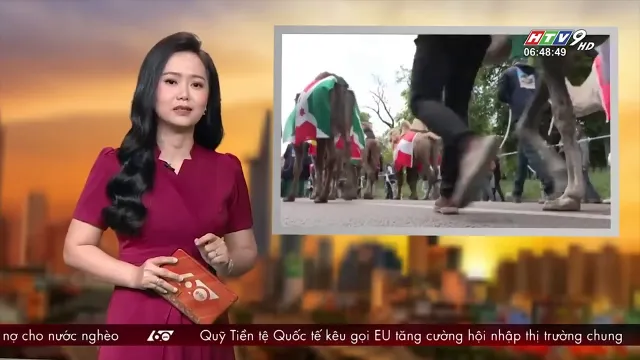 HTV9 HD
06:48:49
nợ cho nước nghèo 60 Quỹ Tiền tệ Quốc tế kêu gọi EU tăng cường hội nhập thị trường chung